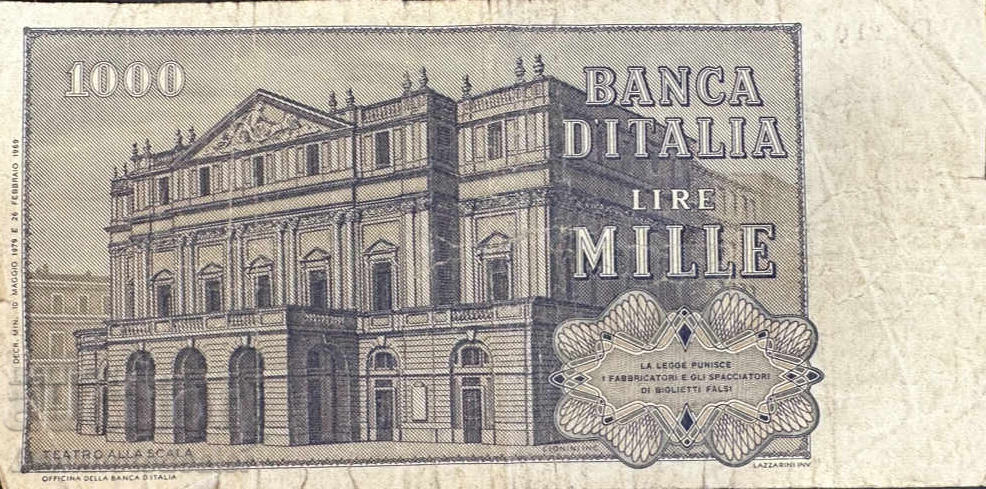 1000
BANCA
D'ITALIA
LIRE
MILLE
LA LEGGE PUNISCE
I FABBRICATORI E GLI SPACCIATORI
DI BIGLIETTI FALSI
DECR. MIN. 10 MAGGIO 1979 E 26 FEBBRAIO 1969
TEATRO ALLA SCALA
OFFICINA DELLA BANCA D'ITALIA
LAZZARINI INV.